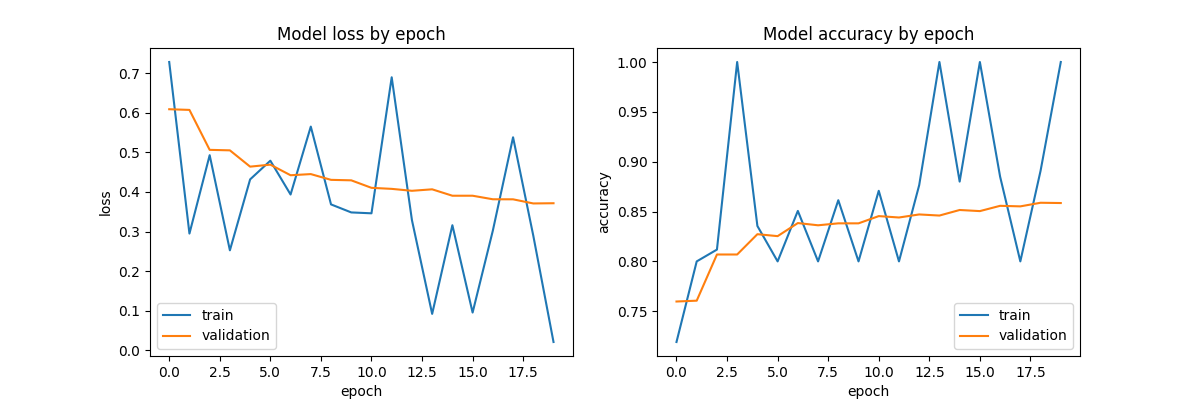 Model loss by epoch
loss
0.7
0.6
0.5
0.4
0.3
0.2
0.1
0.0
train
validation
0.0 2.5 5.0 7.5 10.0 12.5 15.0 17.5
epoch
Model accuracy by epoch
accuracy
1.00
0.95
0.90
0.85
0.80
0.75
train
validation
0.0 2.5 5.0 7.5 10.0 12.5 15.0 17.5
epoch